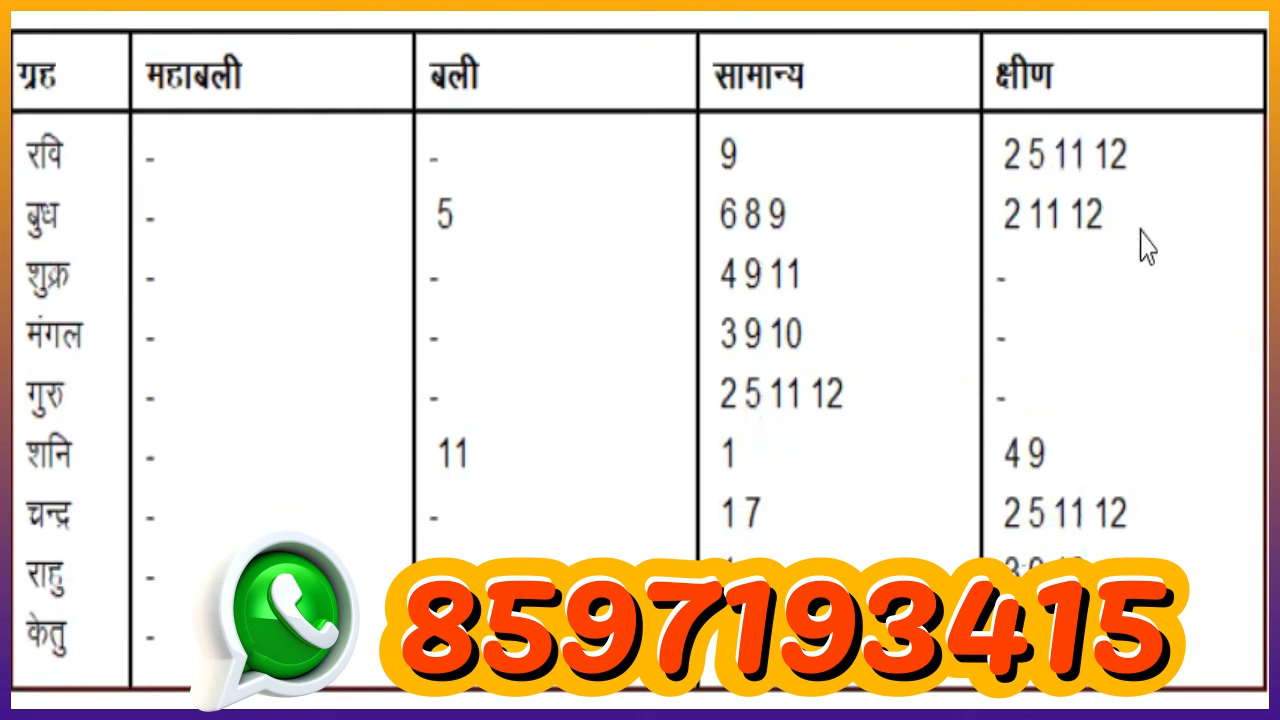 ग्रह महाबली बली सामान्य क्षीण
रवि - - 9 2 5 11 12
बुध - 5 6 8 9 2 11 12
शुक्र - - 4 9 11 -
मंगल - - 3 9 10 -
गुरु - - 2 5 11 12 -
शनि - 11 1 4 9
चन्द्र - - 1 7 2 5 11 12
राहु -
केतु -
8597193415